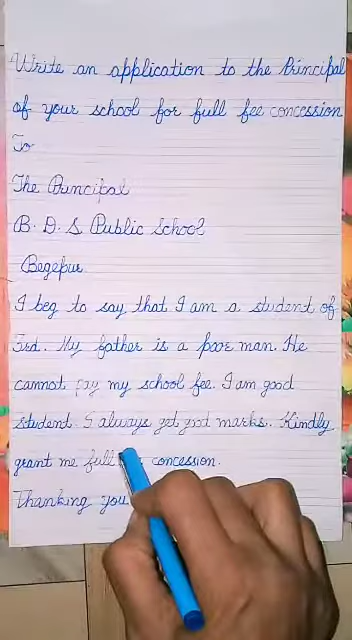 Write an application to the Principal
of your school for full fee concession
To
The Principal
B. D. S. Public School
Begepur
I beg to say that I am a student of
3rd. My father is a poor man. He
cannot pay my school fee. I am good
student. I always get good marks. Kindly
grant me full concession.
Thanking you